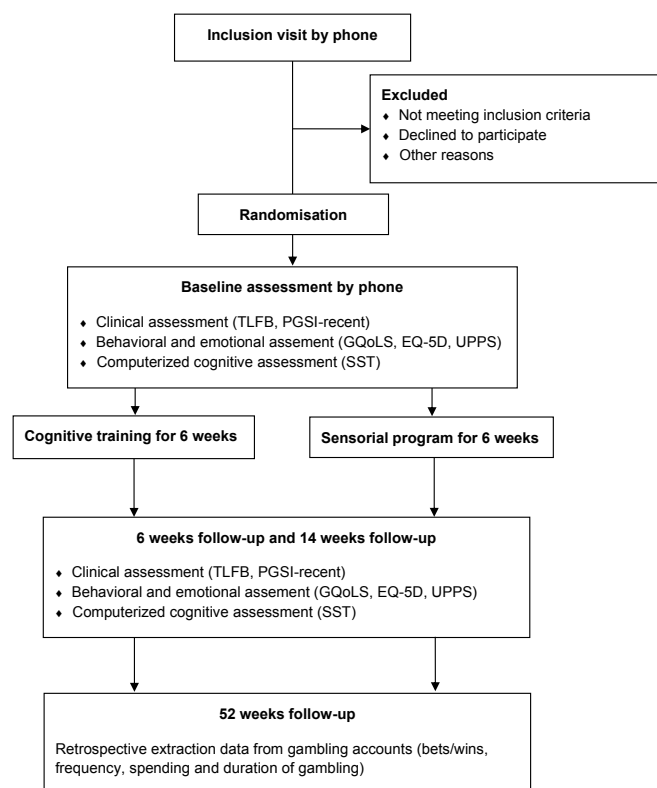 Inclusion visit by phone
Excluded
♦ Not meeting inclusion criteria
♦ Declined to participate
♦ Other reasons
Randomisation
Baseline assessment by phone
♦ Clinical assessment (TLFB, PGSI-recent)
♦ Behavioral and emotional assement (GQoLS, EQ-5D, UPPS)
♦ Computerized cognitive assessment (SST)
Cognitive training for 6 weeks
Sensorial program for 6 weeks
6 weeks follow-up and 14 weeks follow-up
♦ Clinical assessment (TLFB, PGSI-recent)
♦ Behavioral and emotional assement (GQoLS, EQ-5D, UPPS)
♦ Computerized cognitive assessment (SST)
52 weeks follow-up
Retrospective extraction data from gambling accounts (bets/wins,
frequency, spending and duration of gambling)